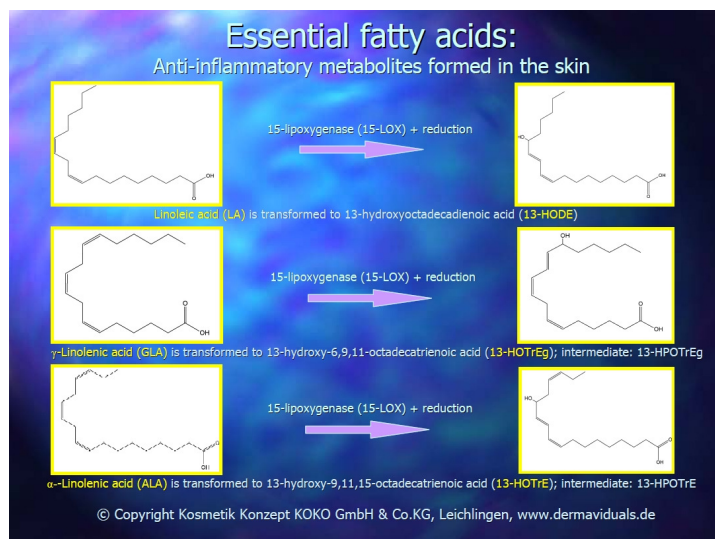 Essential fatty acids:
Anti-inflammatory metabolites formed in the skin
OH
O
15-lipoxygenase (15-LOX) + reduction
HO
OH
O
Linoleic acid (LA) is transformed to 13-hydroxyoctadecadienoic acid (13-HODE)
O
OH
15-lipoxygenase (15-LOX) + reduction
OH
O
OH
γ-Linolenic acid (GLA) is transformed to 13-hydroxy-6,9,11-octadecatrienoic acid (13-HOTrEg); intermediate: 13-HPOTrEg
O
OH
15-lipoxygenase (15-LOX) + reduction
HO
O
OH
α--Linolenic acid (ALA) is transformed to 13-hydroxy-9,11,15-octadecatrienoic acid (13-HOTrE); intermediate: 13-HPOTrE
© Copyright Kosmetik Konzept KOKO GmbH & Co.KG, Leichlingen, www.dermaviduals.de